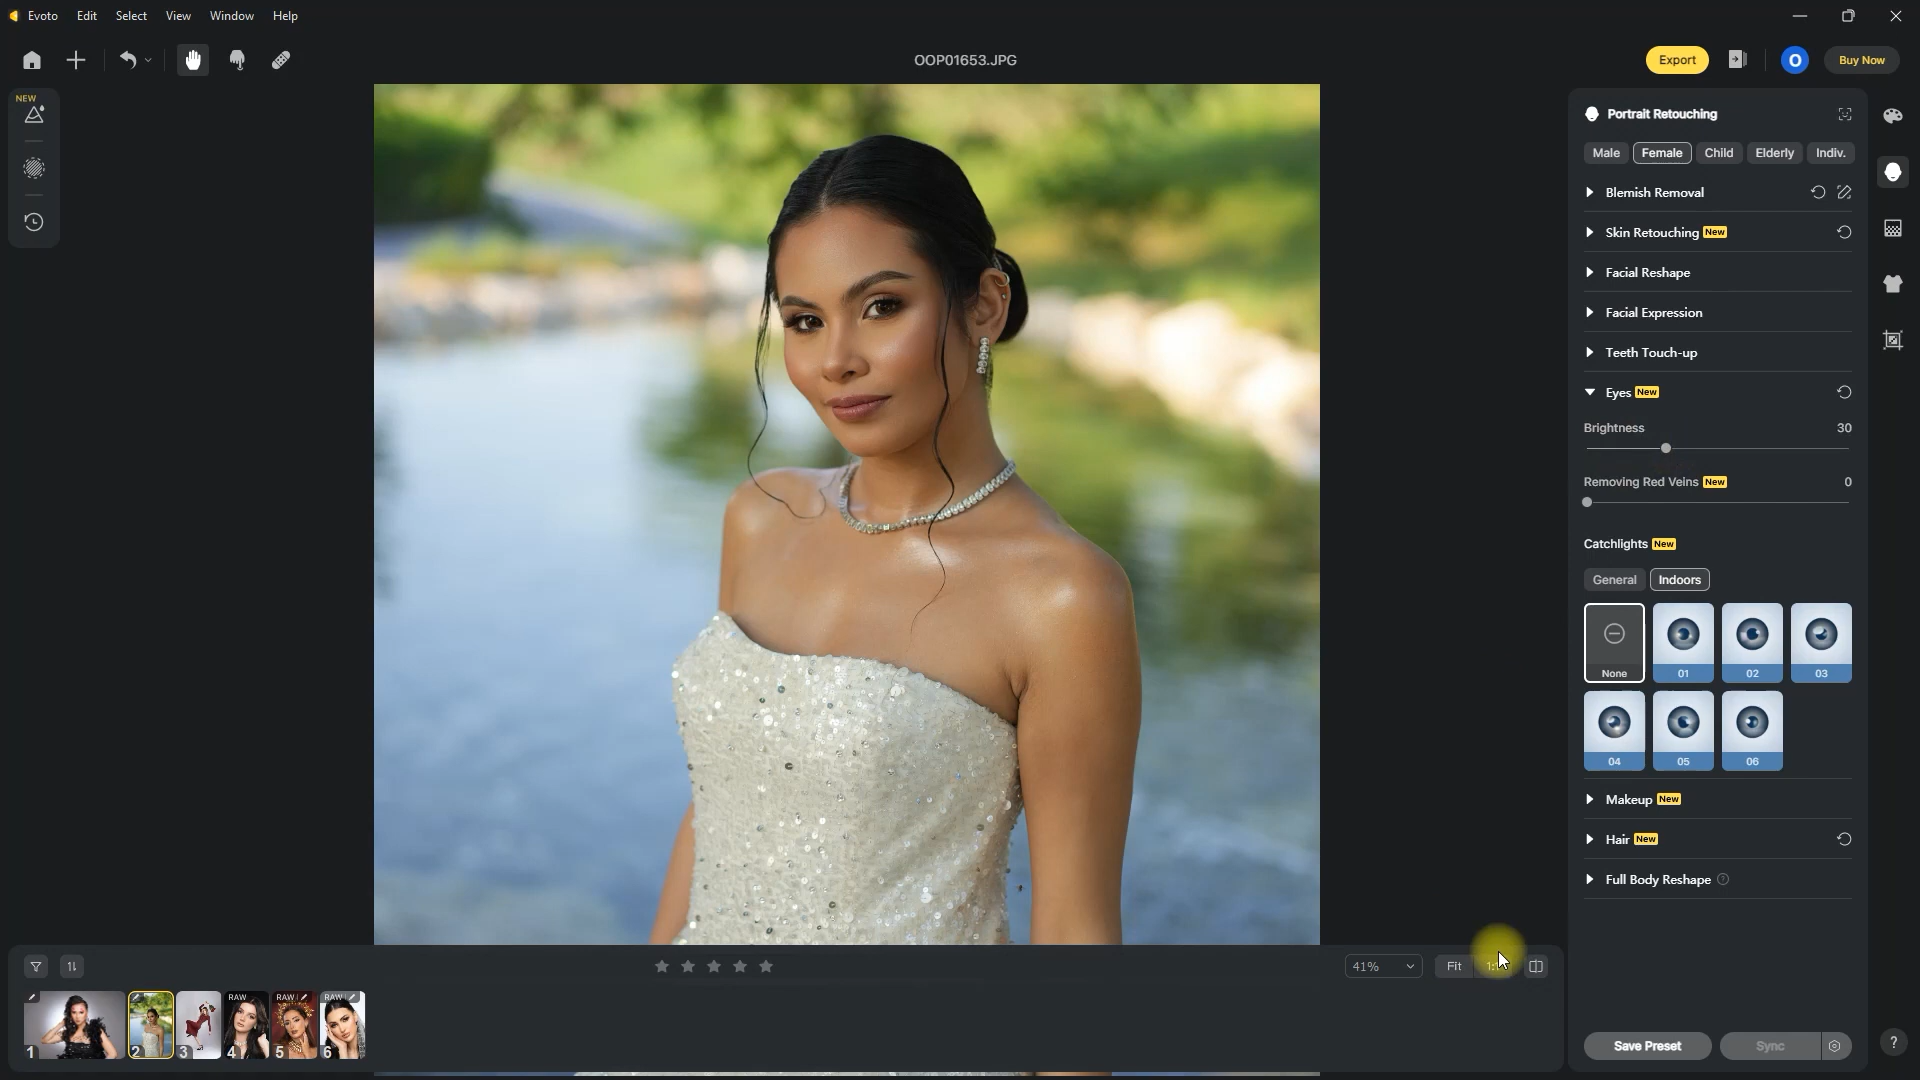 Evoto Edit Select View Window Help
OOP01653.JPG
Export
O
Buy Now
NEW
Portrait Retouching
Male Female Child Elderly Indiv.
Blemish Removal
Skin Retouching New
Facial Reshape
Facial Expression
Teeth Touch-up
Eyes New
Brightness 30
Removing Red Veins New 0
Catchlights New
General Indoors
None 01 02 03
04 05 06
Makeup New
Hair New
Full Body Reshape ?
41% Fit
RAW RAW RAW
1 2 3 4 5 6
Save Preset Sync
?